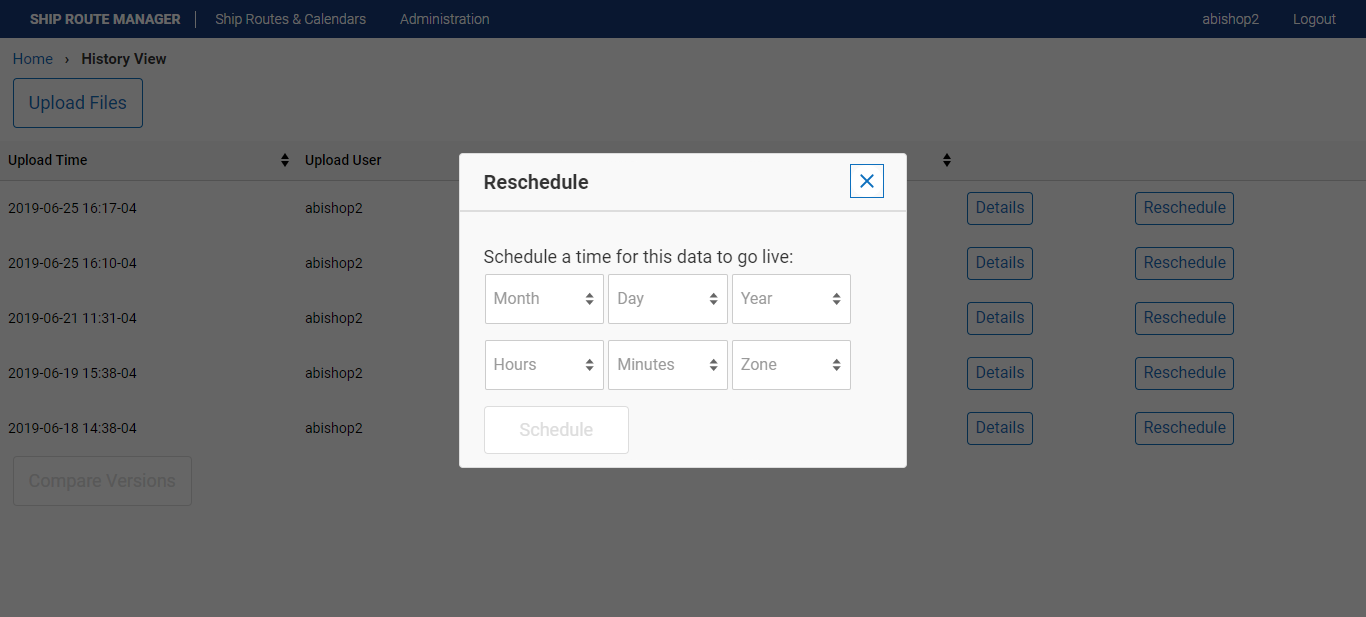 SHIP ROUTE MANAGER Ship Routes & Calendars Administration abishop2 Logout
Home › History View
Upload Files
Upload Time Upload User
2019-06-25 16:17-04 abishop2 Details Reschedule
2019-06-25 16:10-04 abishop2 Details Reschedule
2019-06-21 11:31-04 abishop2 Details Reschedule
2019-06-19 15:38-04 abishop2 Details Reschedule
2019-06-18 14:38-04 abishop2 Details Reschedule
Compare Versions
Reschedule
Schedule a time for this data to go live:
Month Day Year
Hours Minutes Zone
Schedule